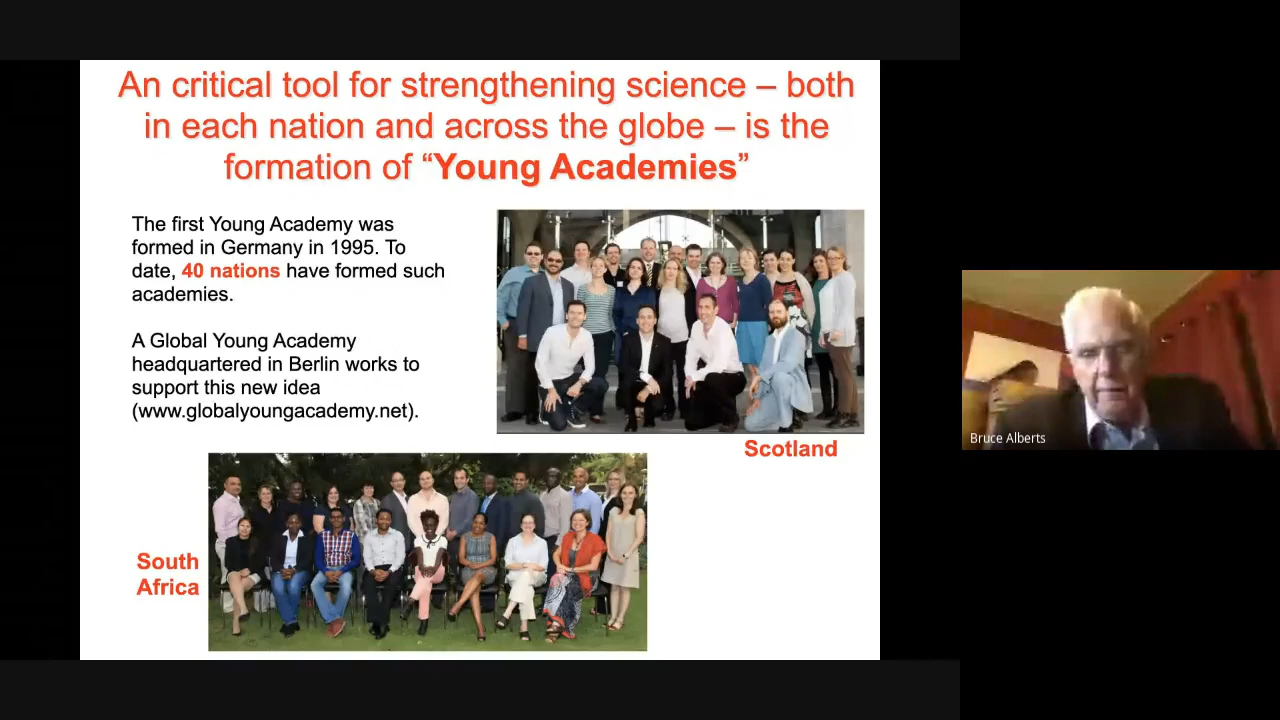 An critical tool for strengthening science – both
in each nation and across the globe – is the
formation of “Young Academies”
The first Young Academy was
formed in Germany in 1995. To
date, 40 nations have formed such
academies.
A Global Young Academy
headquartered in Berlin works to
support this new idea
(www.globalyoungacademy.net).
Scotland
South
Africa
Bruce Alberts